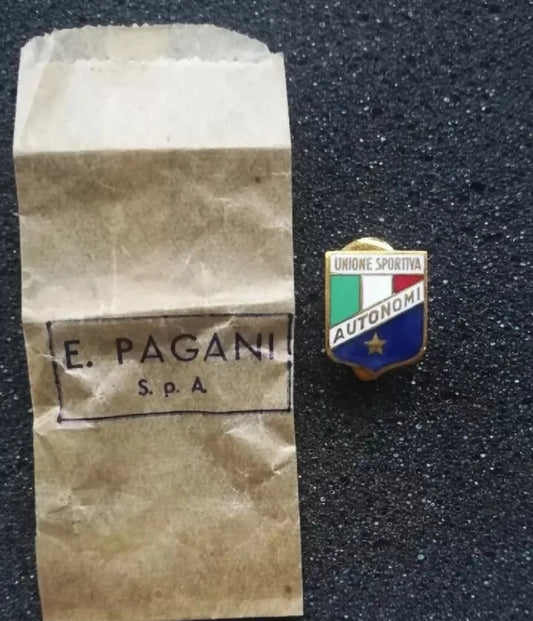 E. PAGANI
S. p. A.
UNIONE SPORTIVA
AUTONOMI